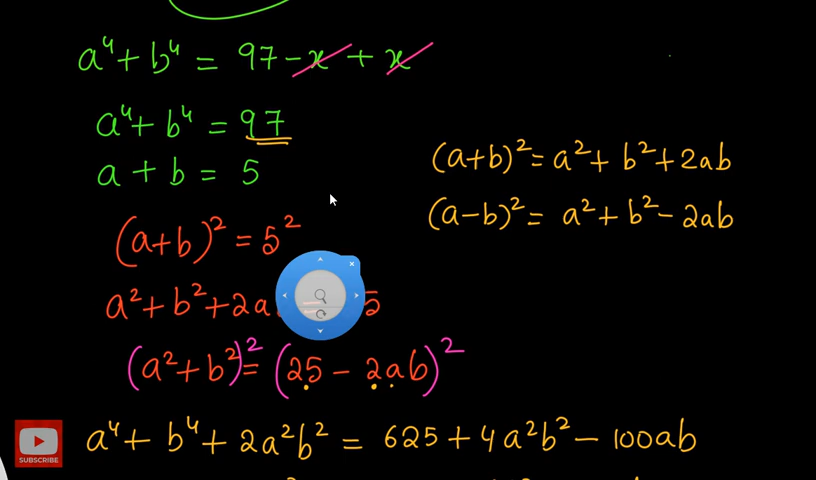 a⁴ + b⁴ = 97 - x + x
a⁴ + b⁴ = 97
a + b = 5
(a+b)² = a² + b² + 2ab
(a-b)² = a² + b² - 2ab
(a+b)² = 5²
a² + b² + 2a 5
(a² + b²)² = (25 - 2ab)²
a⁴ + b⁴ + 2a²b² = 625 + 4a²b² - 100ab
SUBSCRIBE